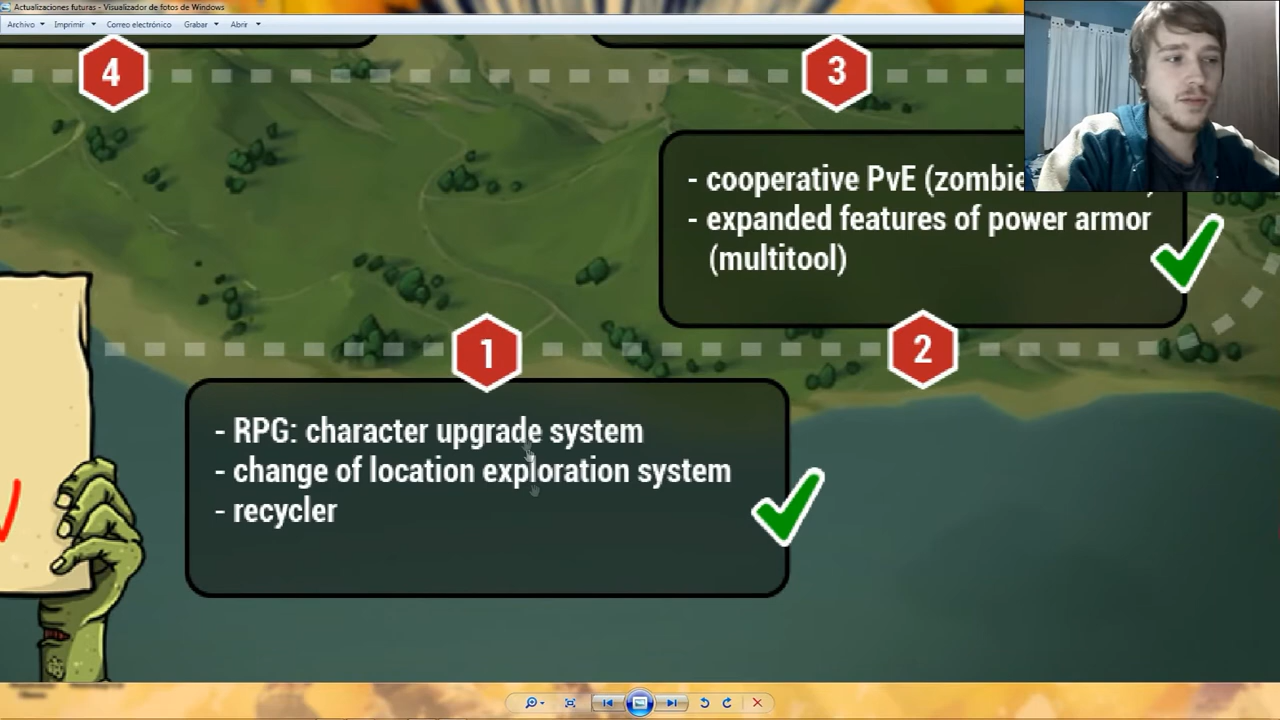 Actualizaciones futuras - Visualizador de fotos de Windows
Archivo Imprimir Correo electrónico Grabar Abrir
4
3
- cooperative PvE
- expanded features of power armor
(multitool)
1
2
- RPG: character upgrade system
- change of location exploration system
- recycler